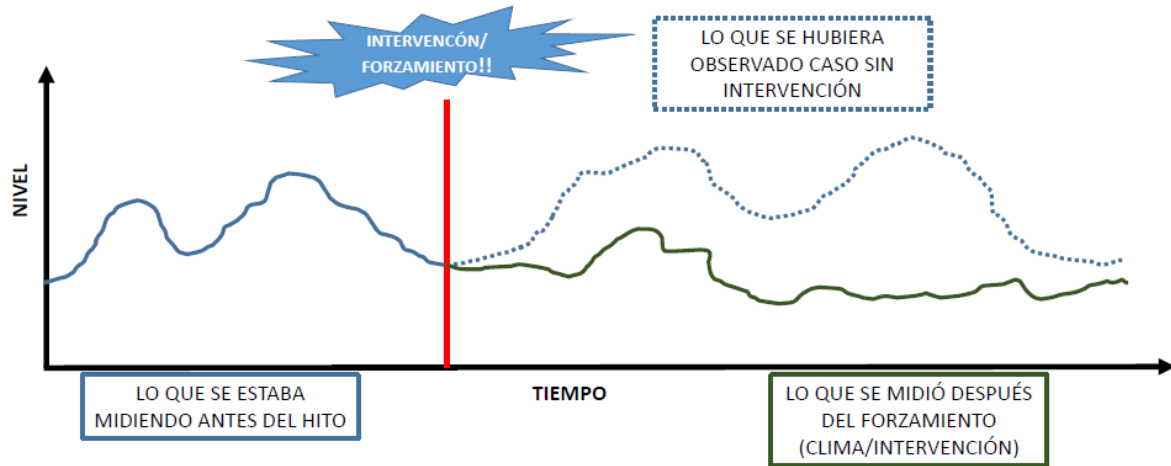 INTERVENCÓN/
FORZAMIENTO!!
LO QUE SE HUBIERA
OBSERVADO CASO SIN
INTERVENCIÓN
NIVEL
LO QUE SE ESTABA
MIDIENDO ANTES DEL HITO
TIEMPO
LO QUE SE MIDIÓ DESPUÉS
DEL FORZAMIENTO
(CLIMA/INTERVENCIÓN)